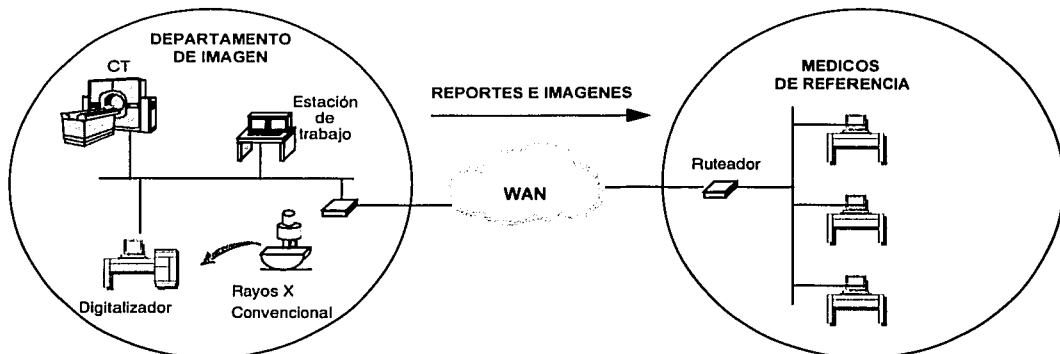 DEPARTAMENTO
DE IMAGEN
CT
Estación
de
trabajo
Digitalizador
Rayos X
Convencional
REPORTES E IMAGENES
WAN
MEDICOS
DE REFERENCIA
Ruteador